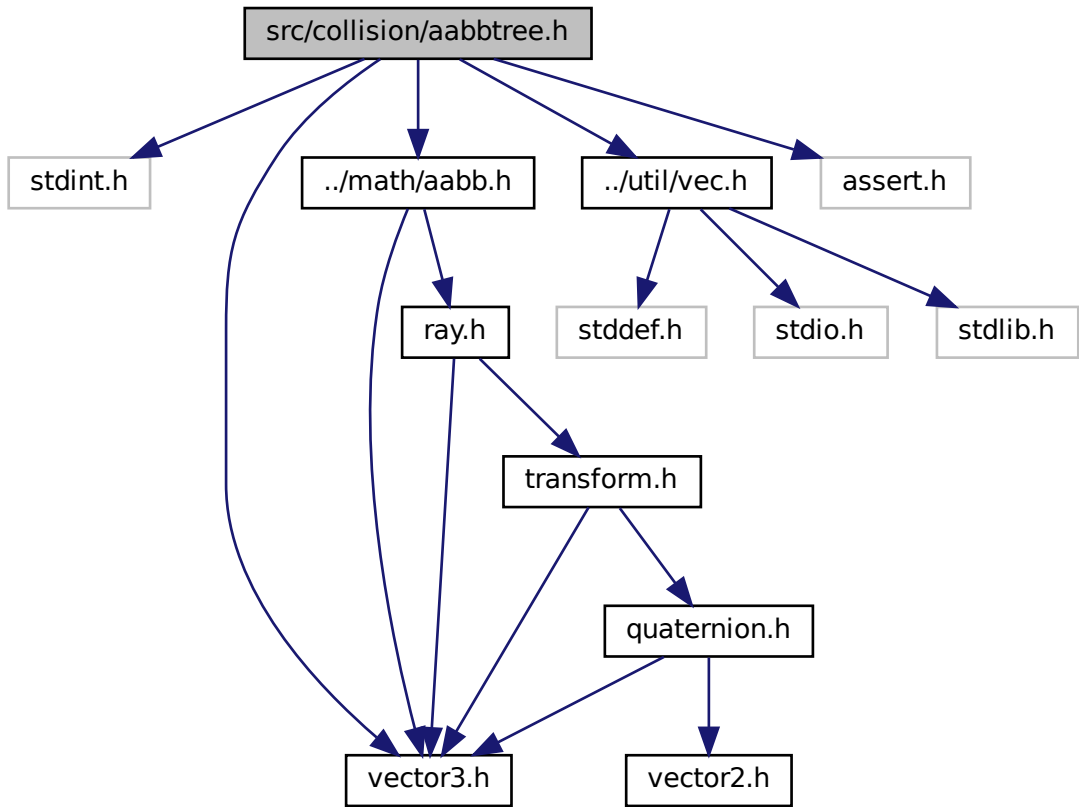 src/collision/aabbtree.h
stdint.h
../math/aabb.h
../util/vec.h
assert.h
ray.h
stddef.h
stdio.h
stdlib.h
transform.h
quaternion.h
vector3.h
vector2.h